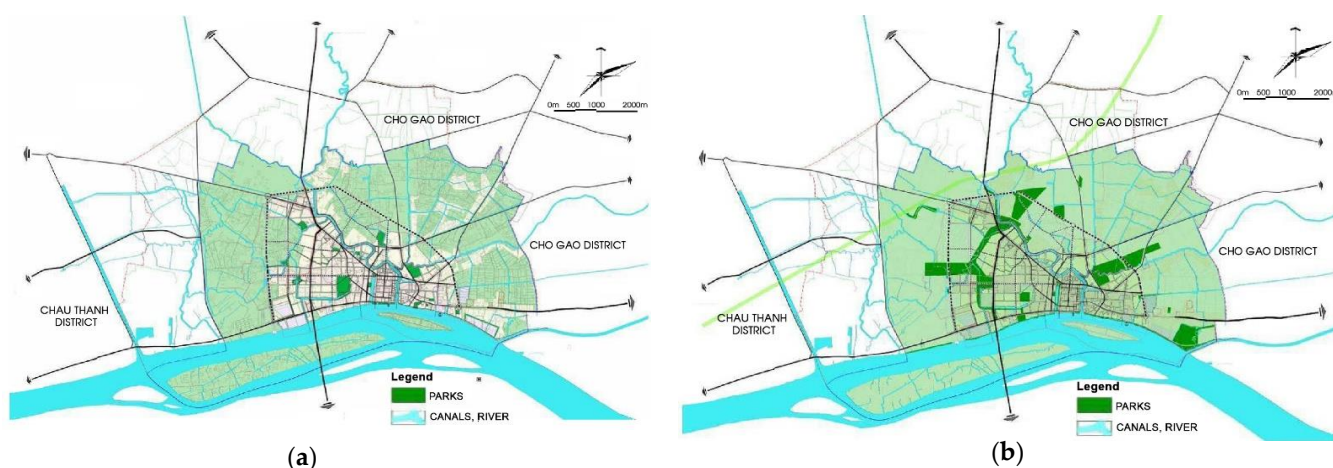 CHO GAO DISTRICT
0m 500 1000 2000m
CHO GAO DISTRICT
CHAU THANH
DISTRICT
Legend
PARKS
CANALS, RIVER
(a)
CHO GAO DISTRICT
0m 500 1000 2000m
CHO GAO DISTRICT
CHAU THANH
DISTRICT
Legend
PARKS
CANALS, RIVER
(b)